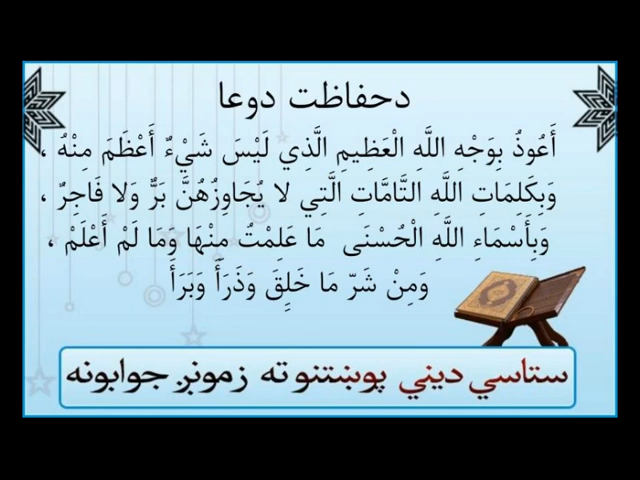 دحفاظت دوعا
أَعُوذُ بِوَجْهِ اللَّهِ الْعَظِيمِ الَّذِي لَيْسَ شَيْءٌ أَعْظَمَ مِنْهُ ،
وَبِكَلِمَاتِ اللَّهِ التَّامَّاتِ الَّتِي لا يُجَاوِزُهُنَّ بَرٌّ وَلا فَاجِرٌ ،
وَبِأَسْمَاءِ اللَّهِ الْحُسْنَى مَا عَلِمْتُ مِنْهَا وَمَا لَمْ أَعْلَمْ ،
وَمِنْ شَرّ مَا خَلِقَ وَذَرَأَ وَبَرَأَ
ستاسي ديني پوښتنو ته زمونږ جوابونه